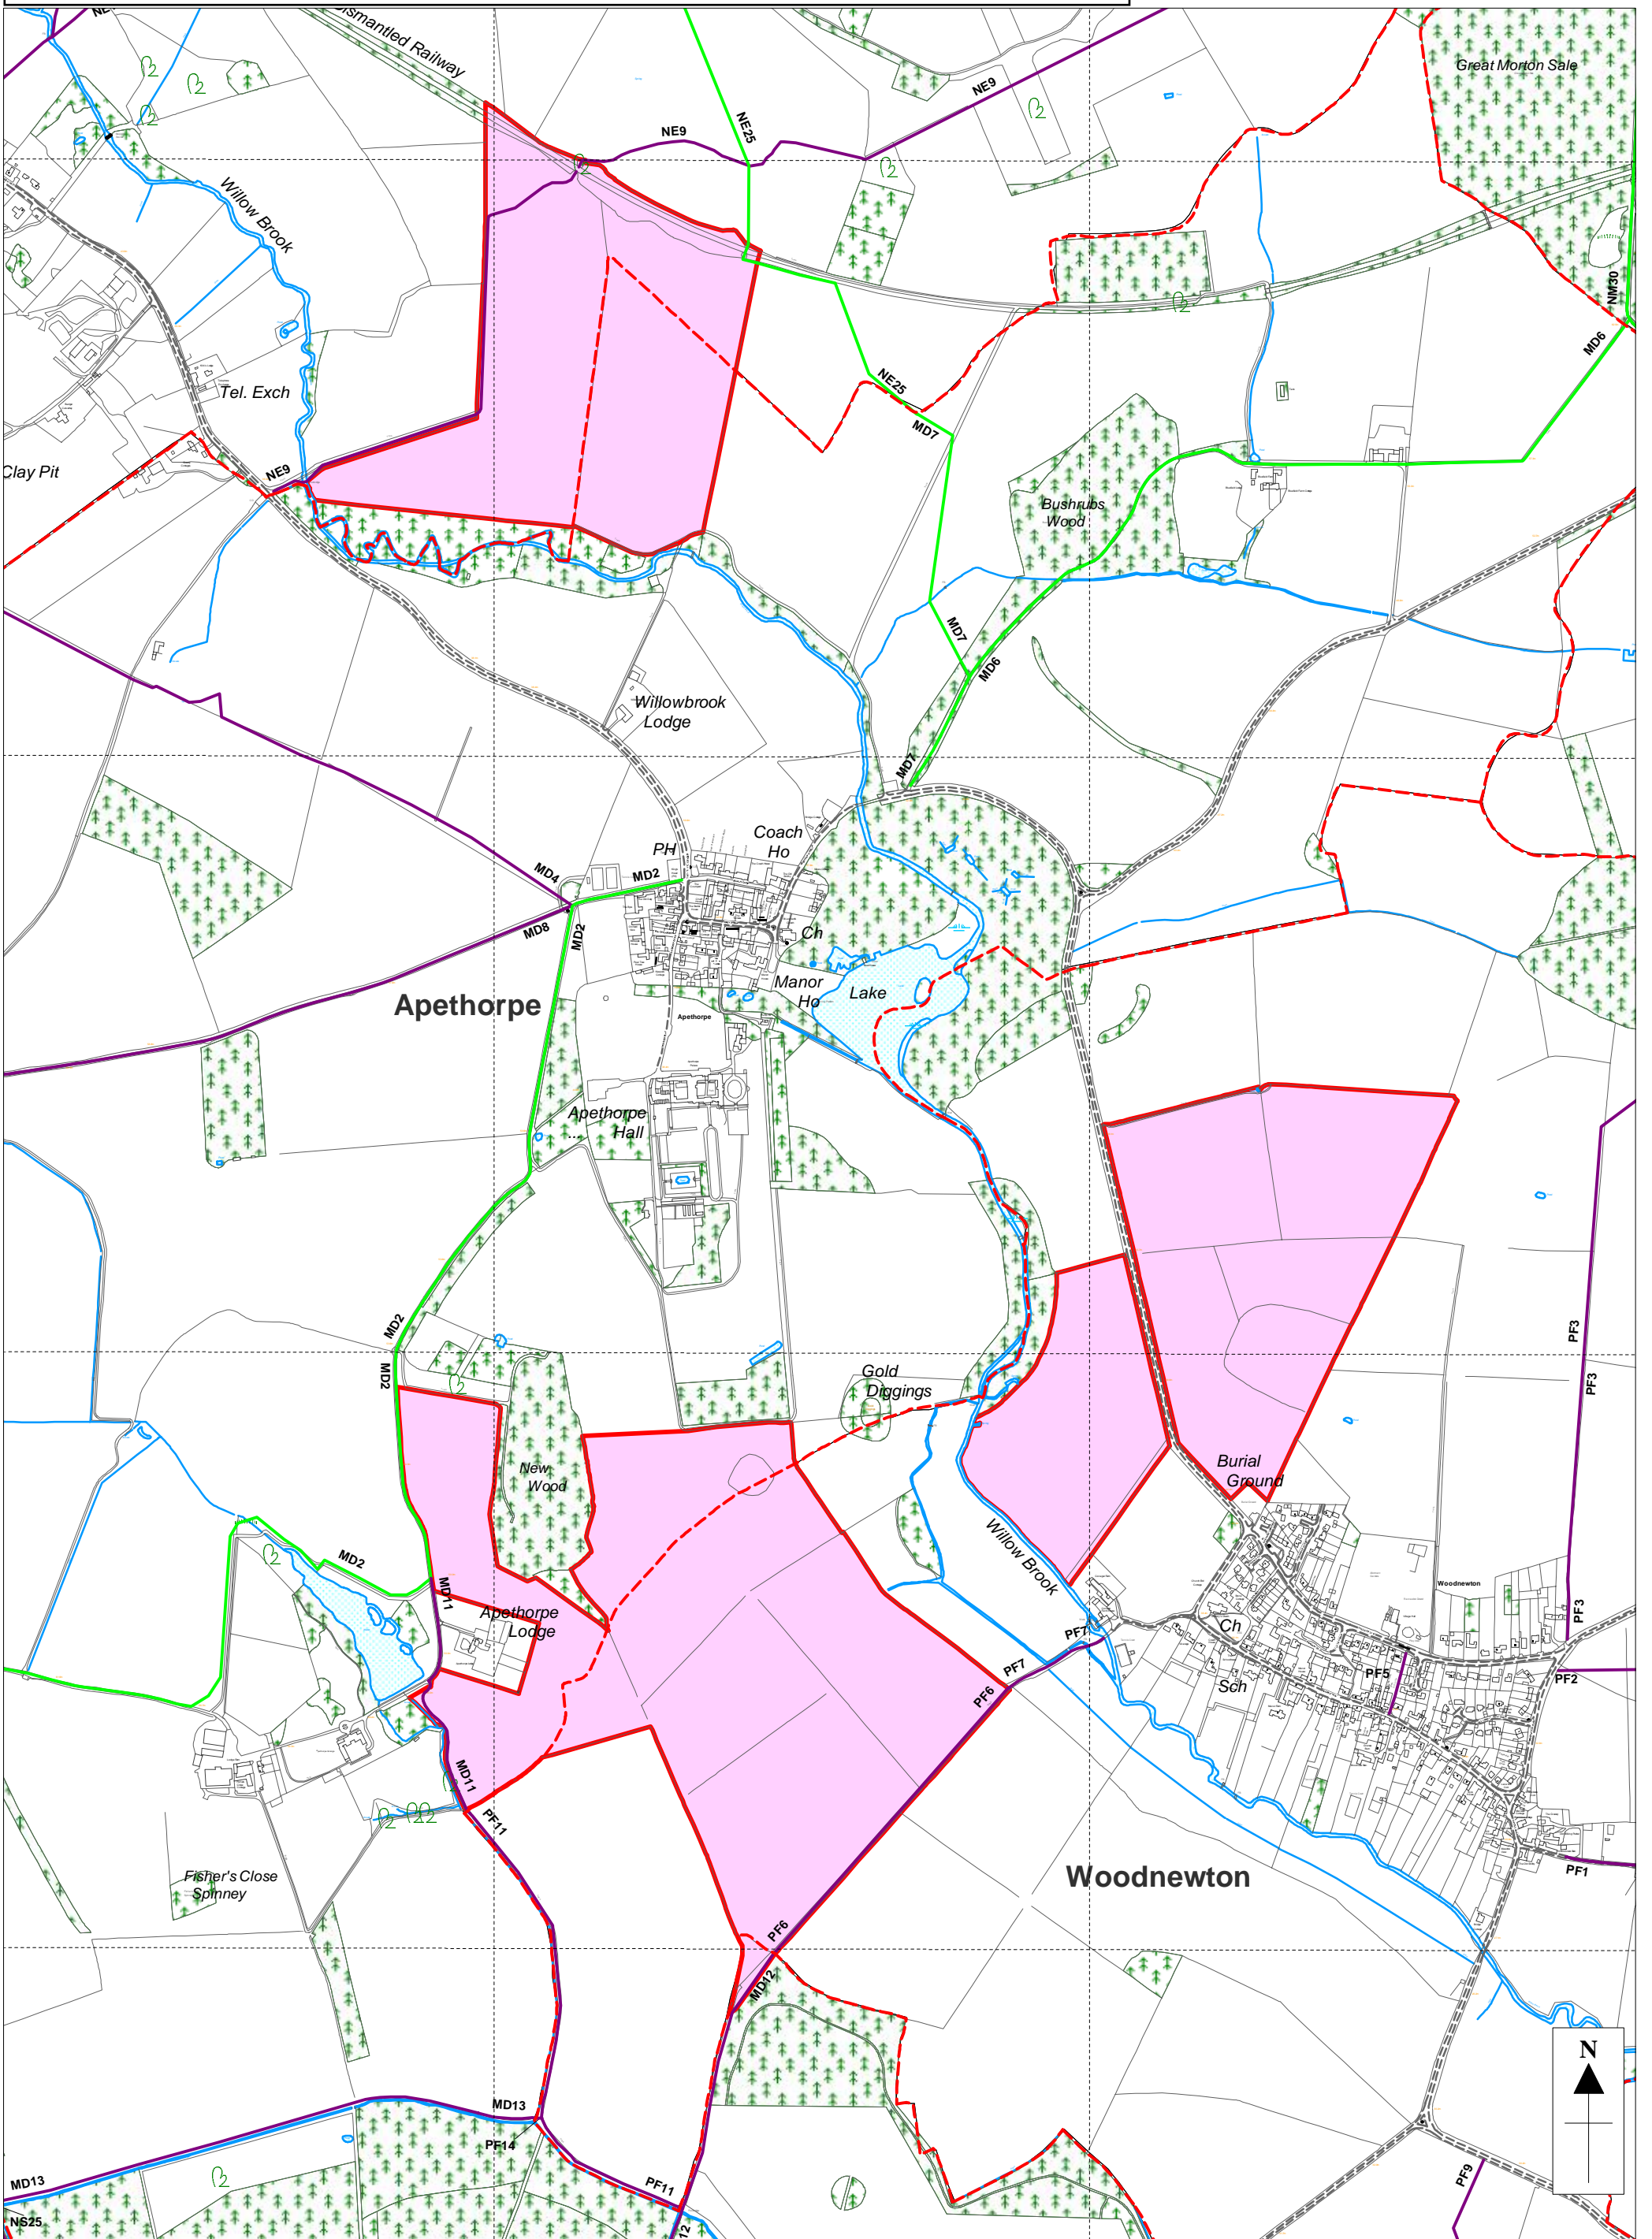 NE
Dismantled Railway
Great Morton Sale
NE9
NE25
NE9
Willow Brook
NM30
MD6
NE25
MD7
Tel. Exch
Clay Pit
NE9
Bushrubs
Wood
MD7
MD6
Willowbrook
Lodge
MD7
Coach
Ho
PH
MD2
MD4
MD8
MD2
Ch
Manor
Ho
Lake
Apethorpe
Apethorpe
Apethorpe
... Hall
MD2
MD2
PF3
PF3
Gold
Diggings
New
Wood
Burial
Ground
Willow Brook
MD2
MD11
Apethorpe
Lodge
Woodnewton
PF3
Ch
PF7
PF7
PF5
PF2
Sch
PF6
MD11
PF11
Fisher's Close
Spinney
Woodnewton
PF1
PF6
MD12
N
MD13
PF14
MD13
PF11
PF9
NS25
12